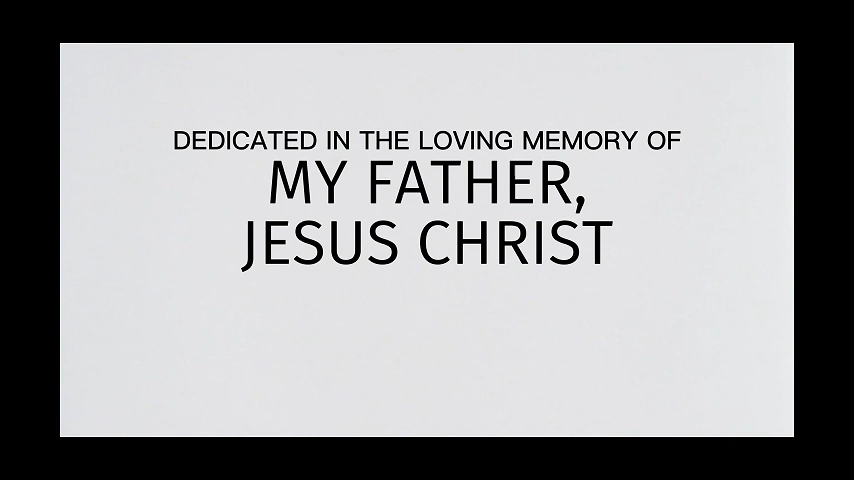 DEDICATED IN THE LOVING MEMORY OF
MY FATHER,
JESUS CHRIST